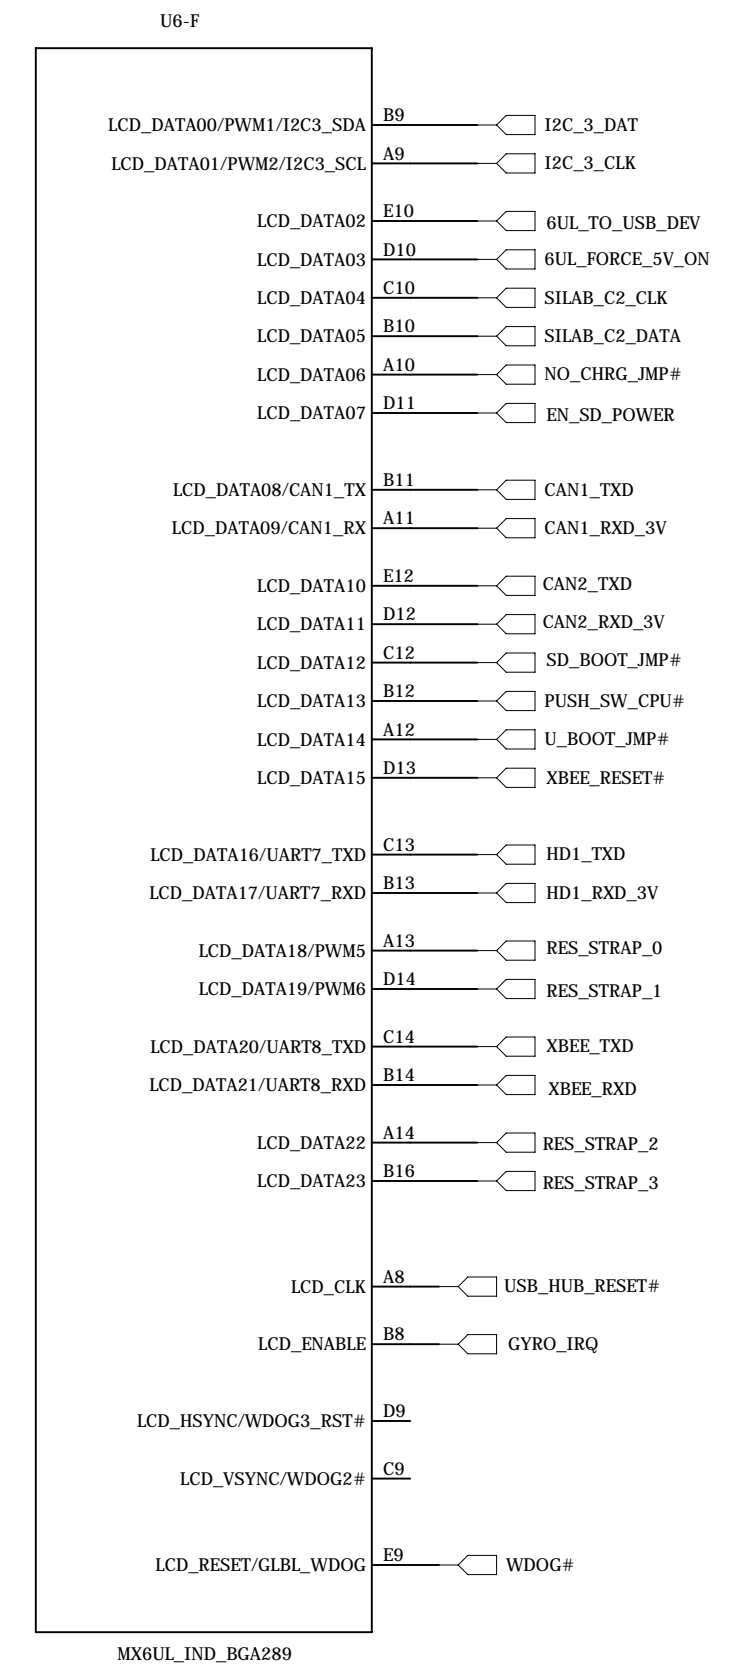 U6-F
LCD_DATA00/PWM1/I2C3_SDA B9 I2C_3_DAT
LCD_DATA01/PWM2/I2C3_SCL A9 I2C_3_CLK
LCD_DATA02 E10 6UL_TO_USB_DEV
LCD_DATA03 D10 6UL_FORCE_5V_ON
LCD_DATA04 C10 SILAB_C2_CLK
LCD_DATA05 B10 SILAB_C2_DATA
LCD_DATA06 A10 NO_CHRG_JMP#
LCD_DATA07 D11 EN_SD_POWER
LCD_DATA08/CAN1_TX B11 CAN1_TXD
LCD_DATA09/CAN1_RX A11 CAN1_RXD_3V
LCD_DATA10 E12 CAN2_TXD
LCD_DATA11 D12 CAN2_RXD_3V
LCD_DATA12 C12 SD_BOOT_JMP#
LCD_DATA13 B12 PUSH_SW_CPU#
LCD_DATA14 A12 U_BOOT_JMP#
LCD_DATA15 D13 XBEE_RESET#
LCD_DATA16/UART7_TXD C13 HD1_TXD
LCD_DATA17/UART7_RXD B13 HD1_RXD_3V
LCD_DATA18/PWM5 A13 RES_STRAP_0
LCD_DATA19/PWM6 D14 RES_STRAP_1
LCD_DATA20/UART8_TXD C14 XBEE_TXD
LCD_DATA21/UART8_RXD B14 XBEE_RXD
LCD_DATA22 A14 RES_STRAP_2
LCD_DATA23 B16 RES_STRAP_3
LCD_CLK A8 USB_HUB_RESET#
LCD_ENABLE B8 GYRO_IRQ
LCD_HSYNC/WDOG3_RST# D9
LCD_VSYNC/WDOG2# C9
LCD_RESET/GLBL_WDOG E9 WDOG#
MX6UL_IND_BGA289